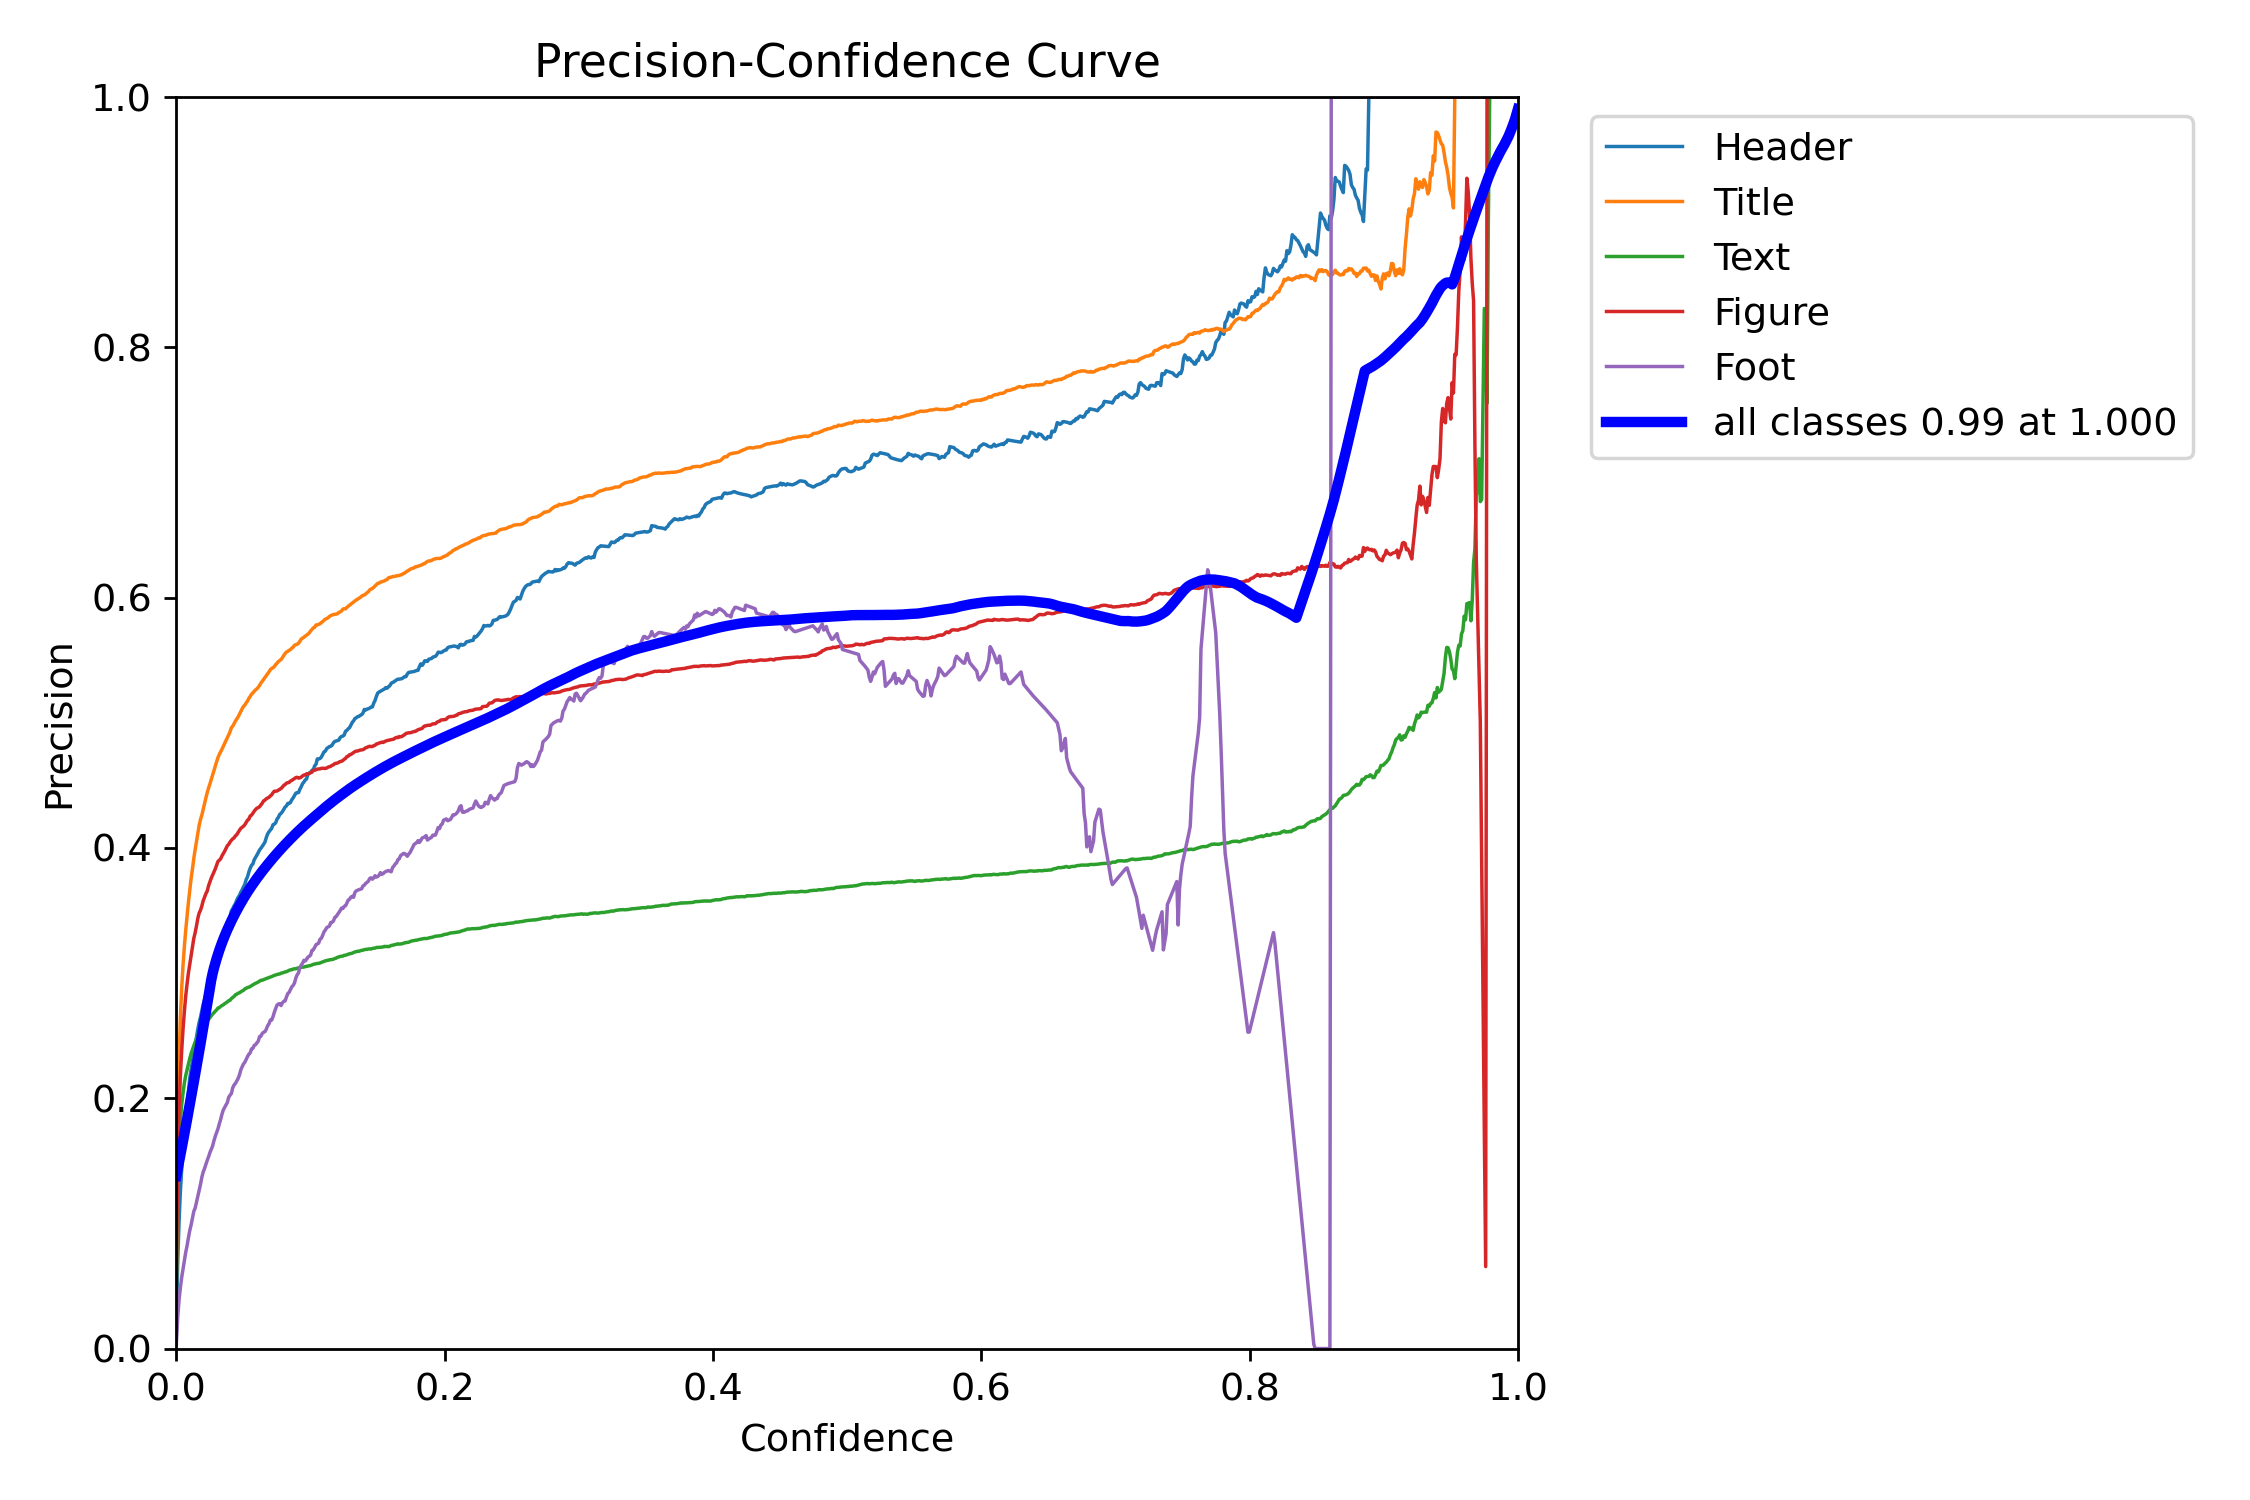 Precision-Confidence Curve
1.0
0.8
0.6
0.4
0.2
0.0
Precision
0.0 0.2 0.4 0.6 0.8 1.0
Confidence
Header
Title
Text
Figure
Foot
all classes 0.99 at 1.000